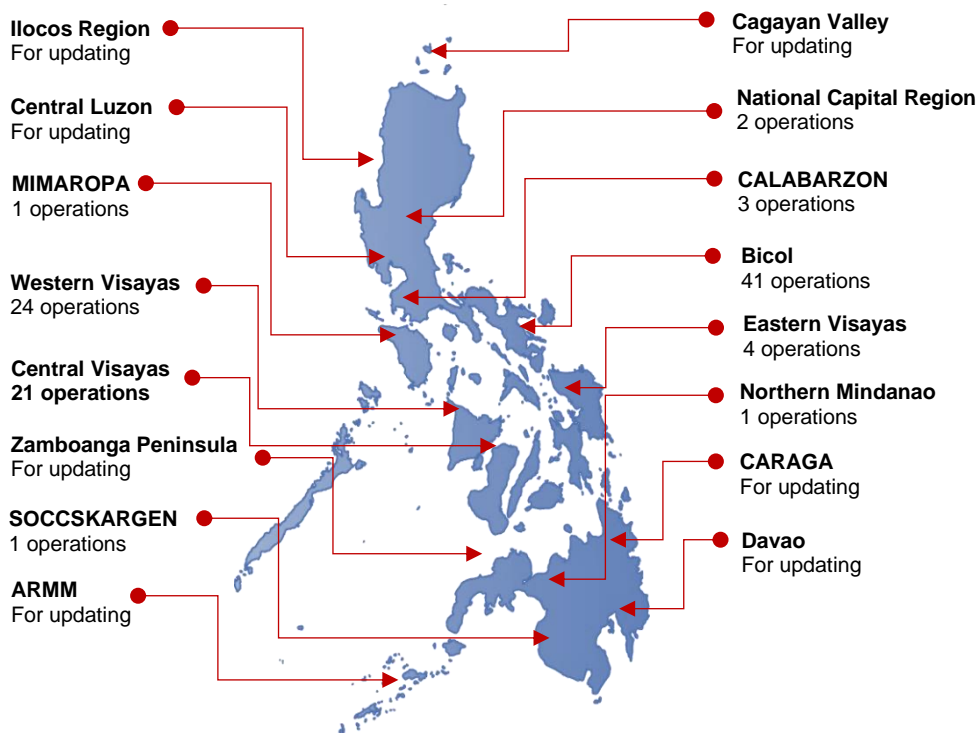 Ilocos Region
For updating
Central Luzon
For updating
MIMAROPA
1 operations
Western Visayas
24 operations
Central Visayas
21 operations
Zamboanga Peninsula
For updating
SOCCSKARGEN
1 operations
ARMM
For updating
Cagayan Valley
For updating
National Capital Region
2 operations
CALABARZON
3 operations
Bicol
41 operations
Eastern Visayas
4 operations
Northern Mindanao
1 operations
CARAGA
For updating
Davao
For updating